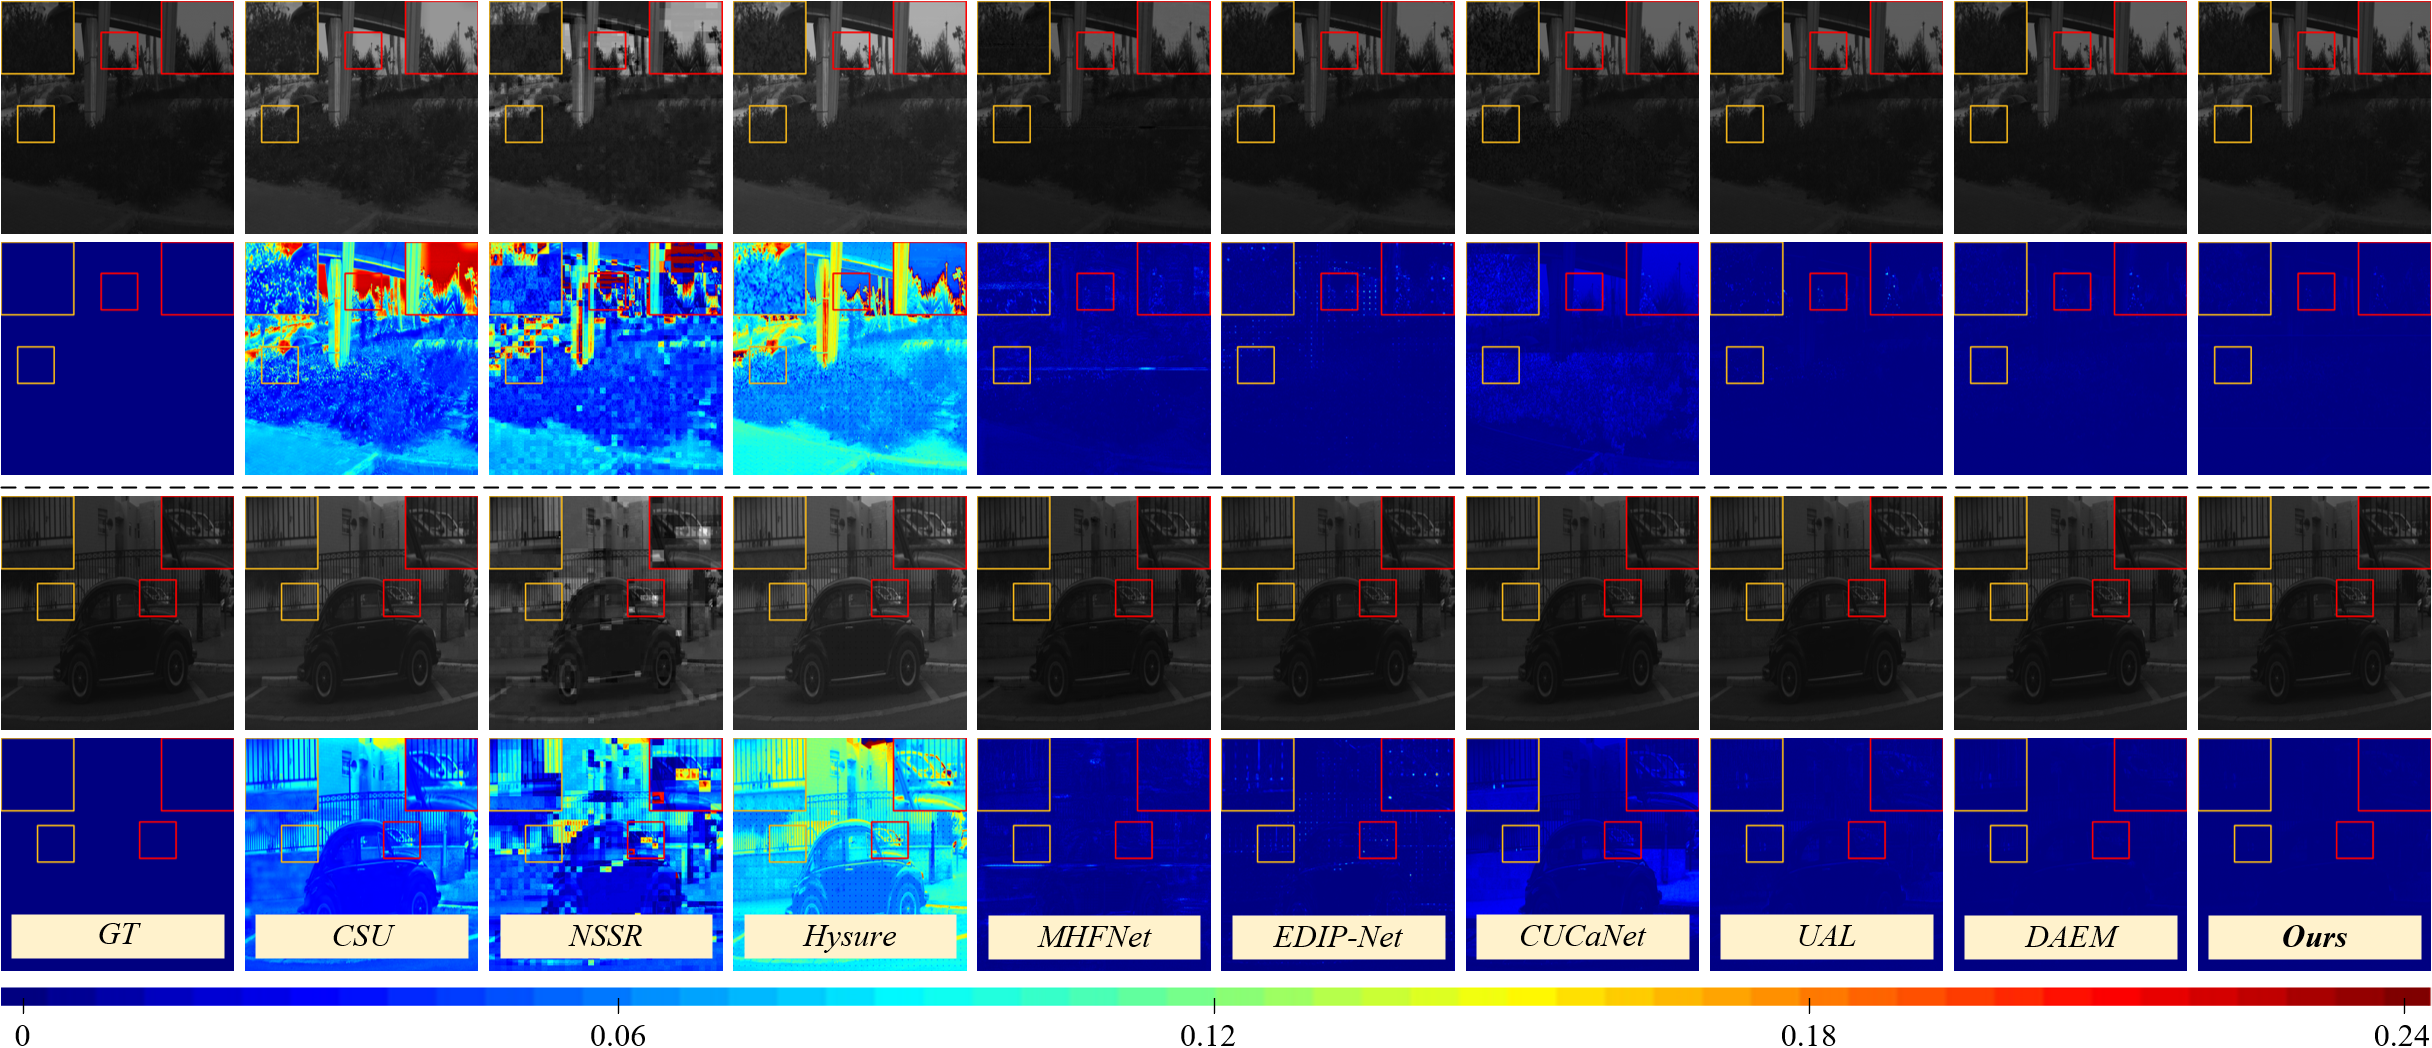 GT CSU NSSR Hysure MHFNet EDIP-Net CUCaNet UAL DAEM Ours
0 0.06 0.12 0.18 0.24